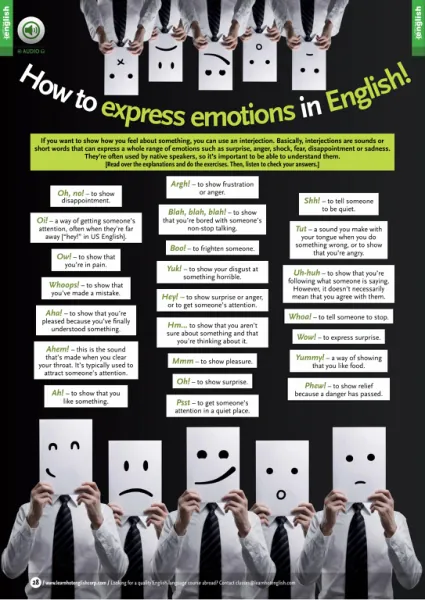 english
english
AUDIO
How to express emotions in English!
If you want to show how you feel about something, you can use an interjection. Basically, interjections are sounds or
short words that can express a whole range of emotions such as surprise, anger, shock, fear, disappointment or sadness.
They're often used by native speakers, so it's important to be able to understand them.
[Read over the explanations and do the exercises. Then, listen to check your answers.]
Oh, no! – to show
disappointment.
Oi! – a way of getting someone's
attention, often when they're far
away ["hey!" in US English].
Ow! – to show that
you're in pain.
Whoops! – to show that
you've made a mistake.
Aha! – to show that you're
pleased because you've finally
understood something.
Ahem! – this is the sound
that's made when you clear
your throat. It's typically used to
attract someone's attention.
Ah! – to show that you
like something.
Argh! – to show frustration
or anger.
Blah, blah, blah! – to show
that you're bored with someone's
non-stop talking.
Boo! – to frighten someone.
Yuk! – to show your disgust at
something horrible.
Hey! – to show surprise or anger,
or to get someone's attention.
Hm... – to show that you aren't
sure about something and that
you're thinking about it.
Mmm – to show pleasure.
Oh! – to show surprise.
Psst – to get someone's
attention in a quiet place.
Shh! – to tell someone
to be quiet.
Tut – a sound you make with
your tongue when you do
something wrong, or to show
that you're angry.
Uh-huh – to show that you're
following what someone is saying.
However, it doesn't necessarily
mean that you agree with them.
Whoa! – to tell someone to stop.
Wow! – to express surprise.
Yummy! – a way of showing
that you like food.
Phew! – to show relief
because a danger has passed.
28 / www.learnhotenglish.com / Looking for a quality English-language course abroad? Contact classes@learnhotenglish.com